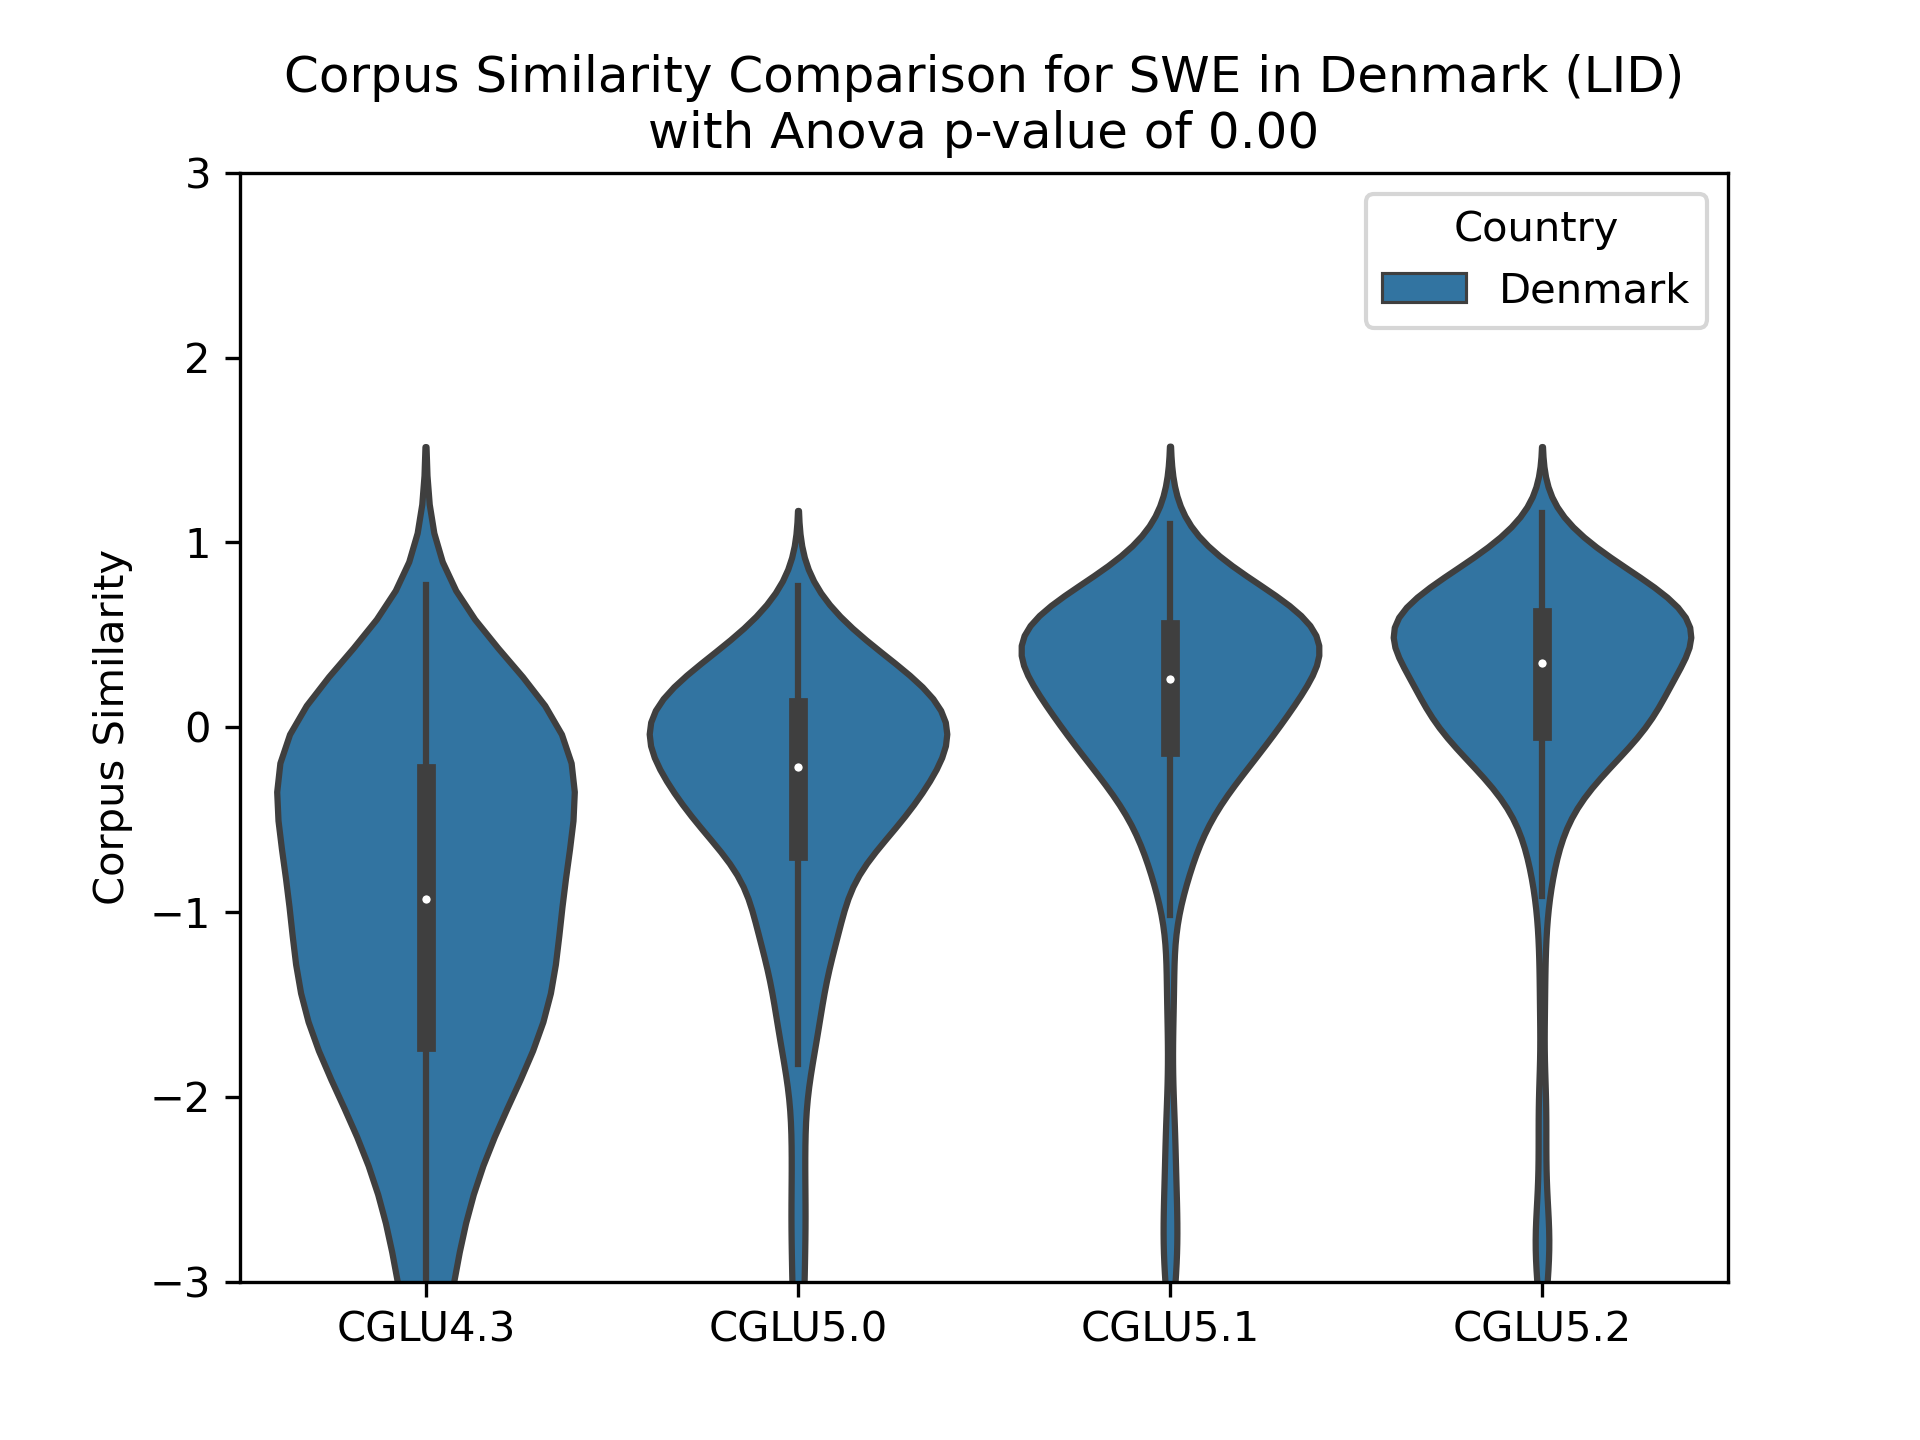 Corpus Similarity Comparison for SWE in Denmark (LID)
with Anova p-value of 0.00
Country
Denmark
Corpus Similarity
3
2
1
0
−1
−2
−3
CGLU4.3
CGLU5.0
CGLU5.1
CGLU5.2